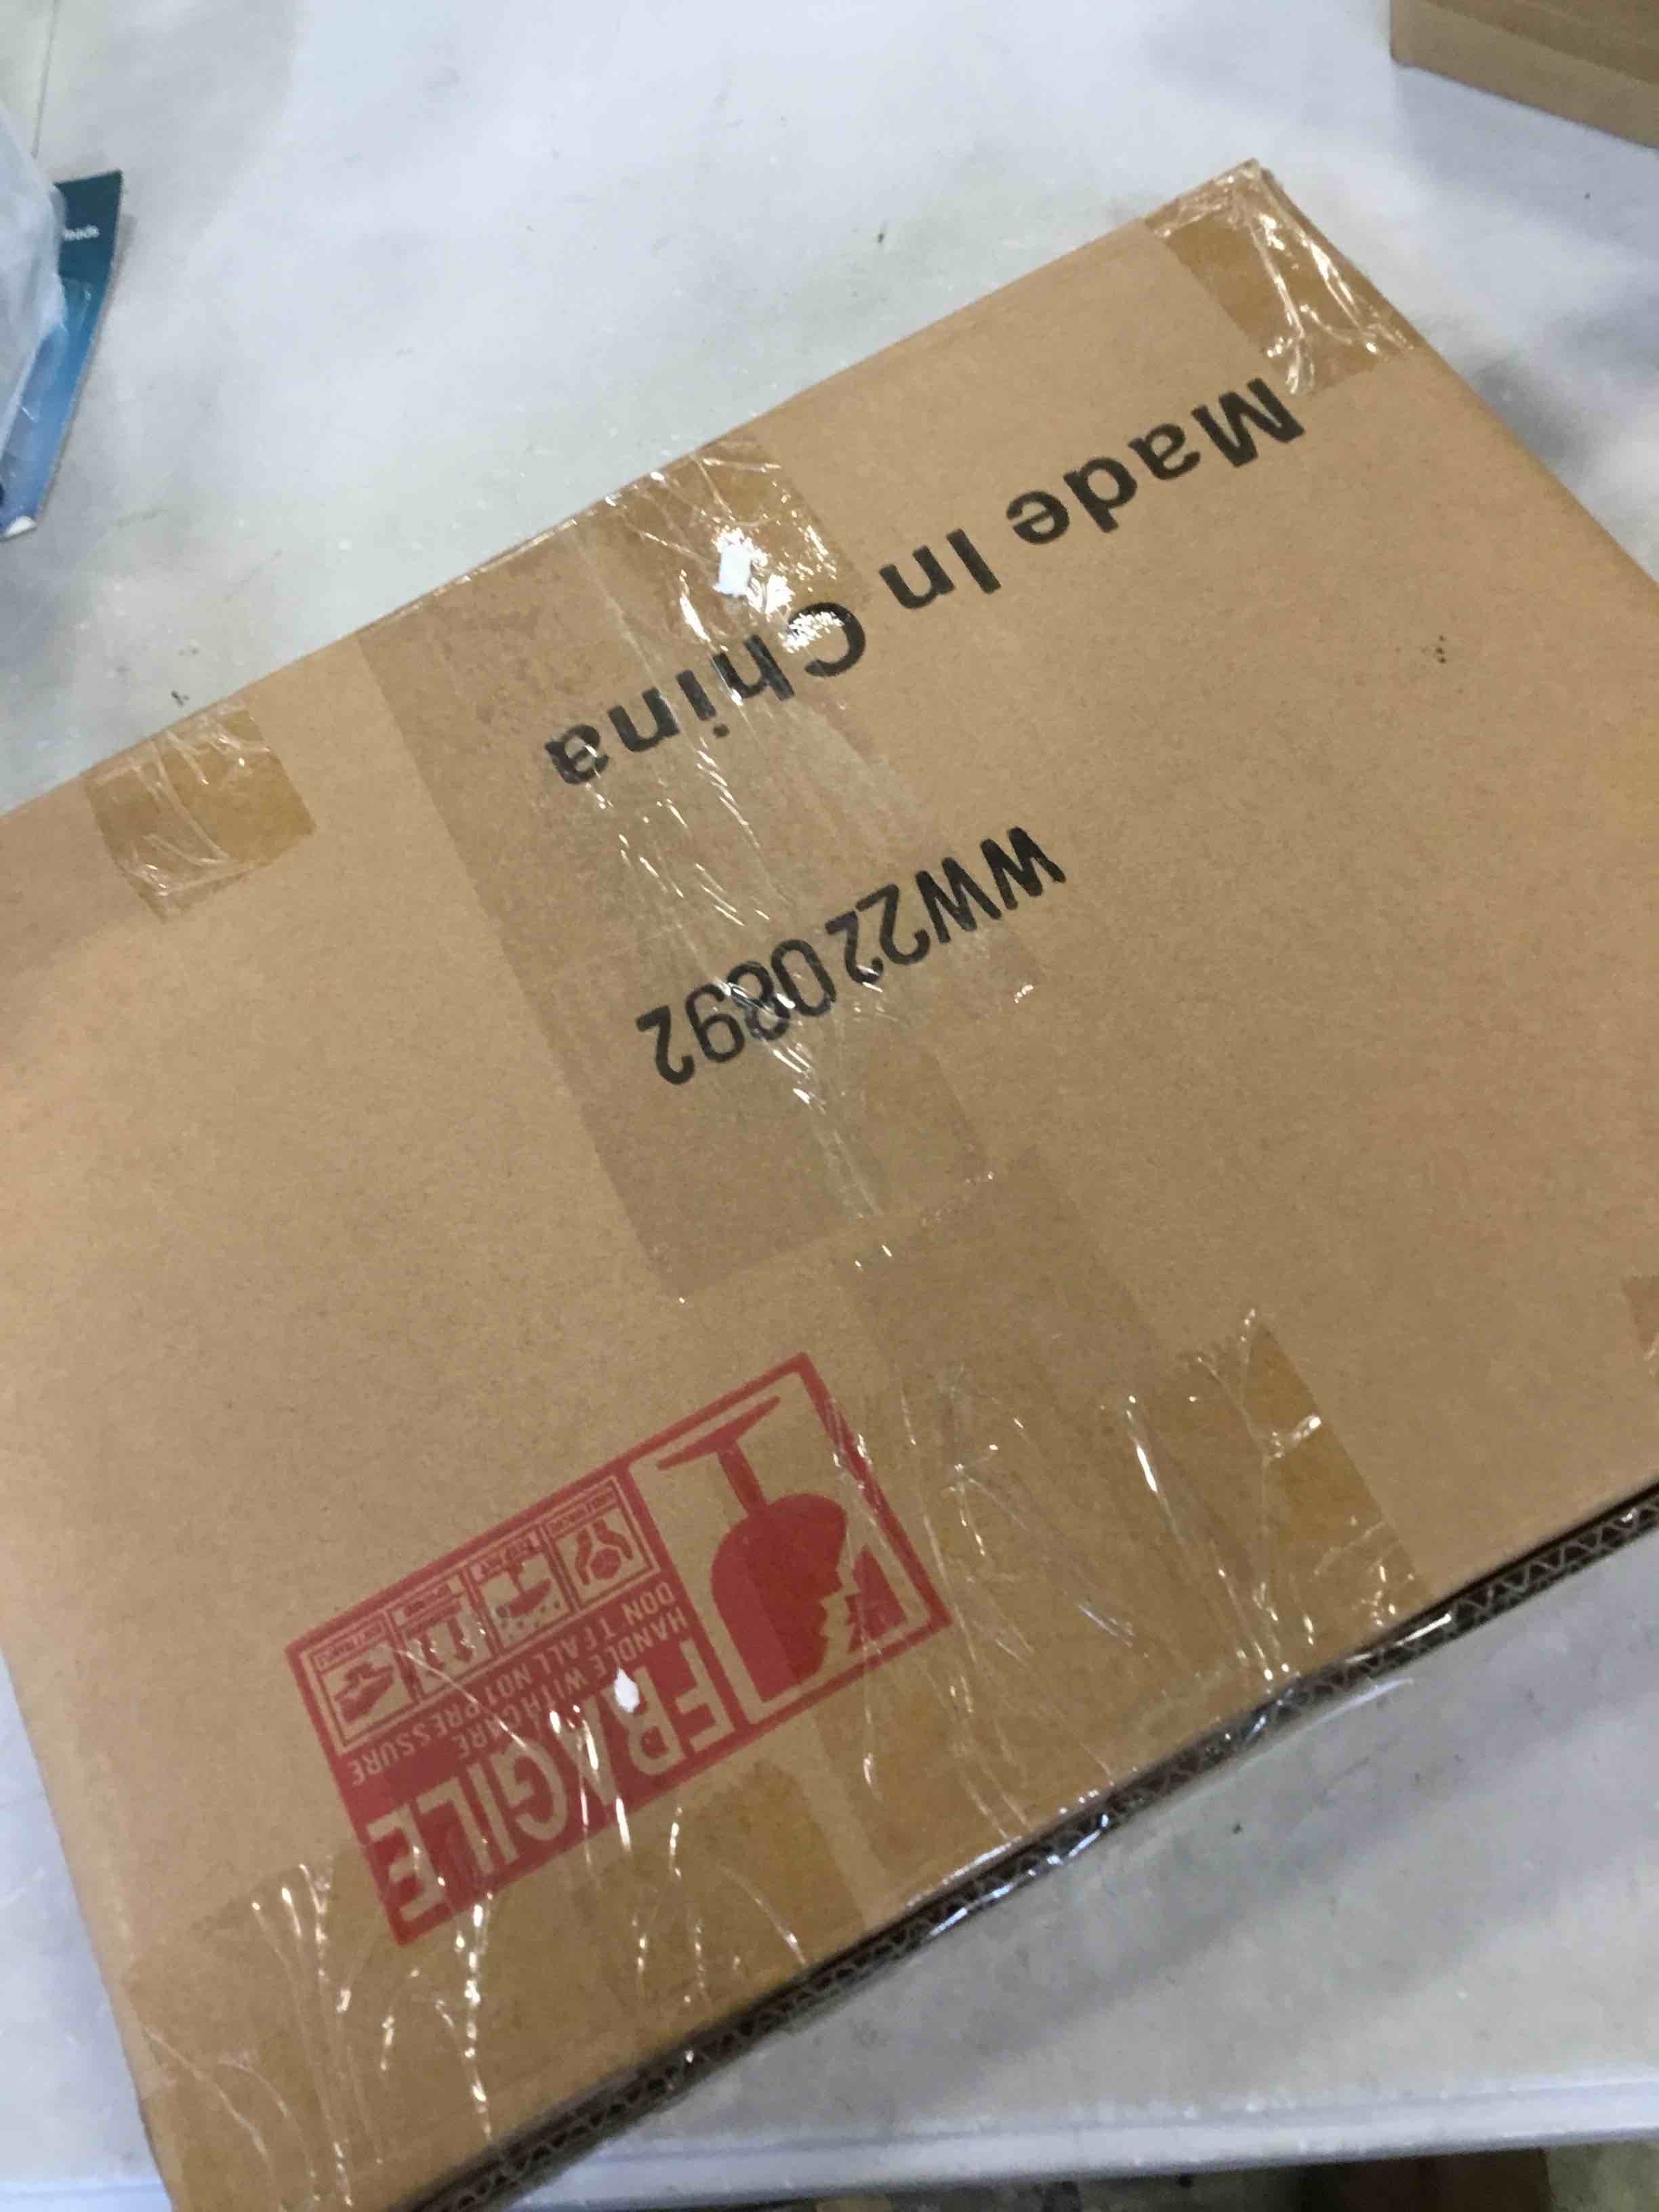 Made In China
WW220892
FRAGILE
HANDLE WITH CARE
DON T FALL NOT PRESSURE